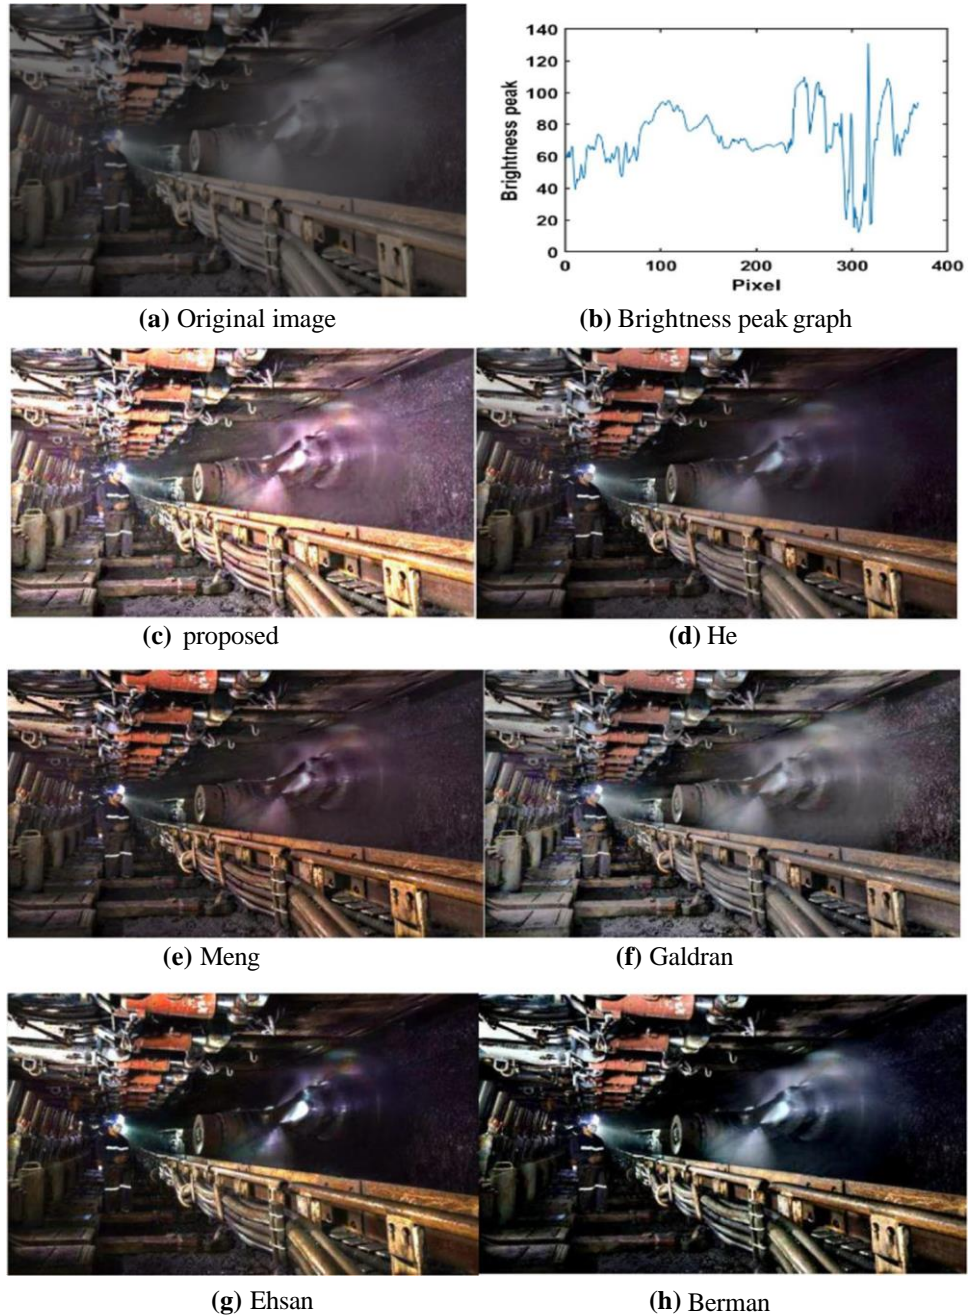 140
120
100
80
60
40
20
0
Brightness peak
0 100 200 300 400
Pixel
(a) Original image
(b) Brightness peak graph
(c) proposed
(d) He
(e) Meng
(f) Galdran
(g) Ehsan
(h) Berman